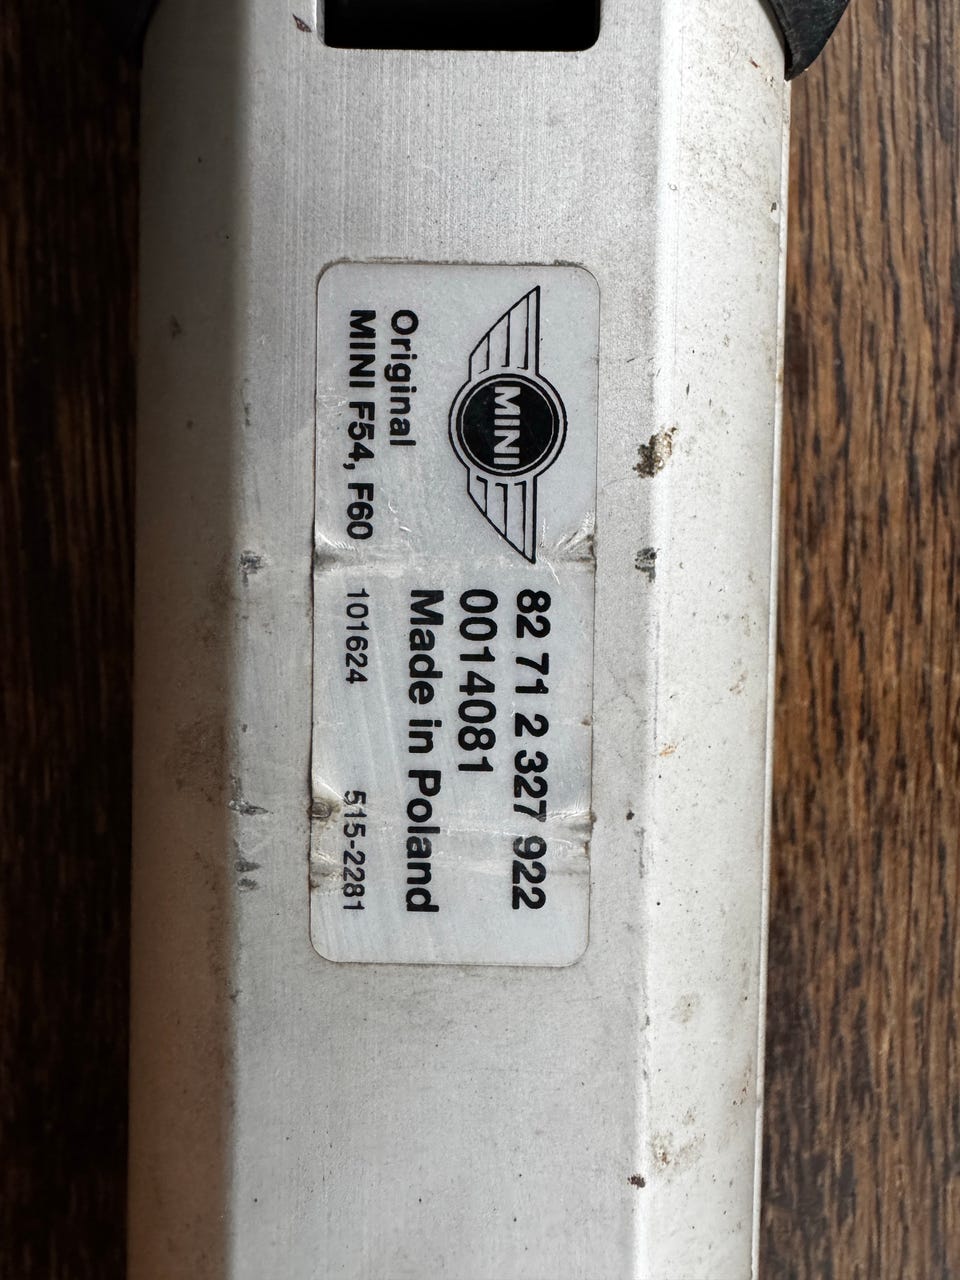 MINI
82 71 2 327 922
0014081
Made in Poland
Original
MINI F54, F60
101624
515-2281